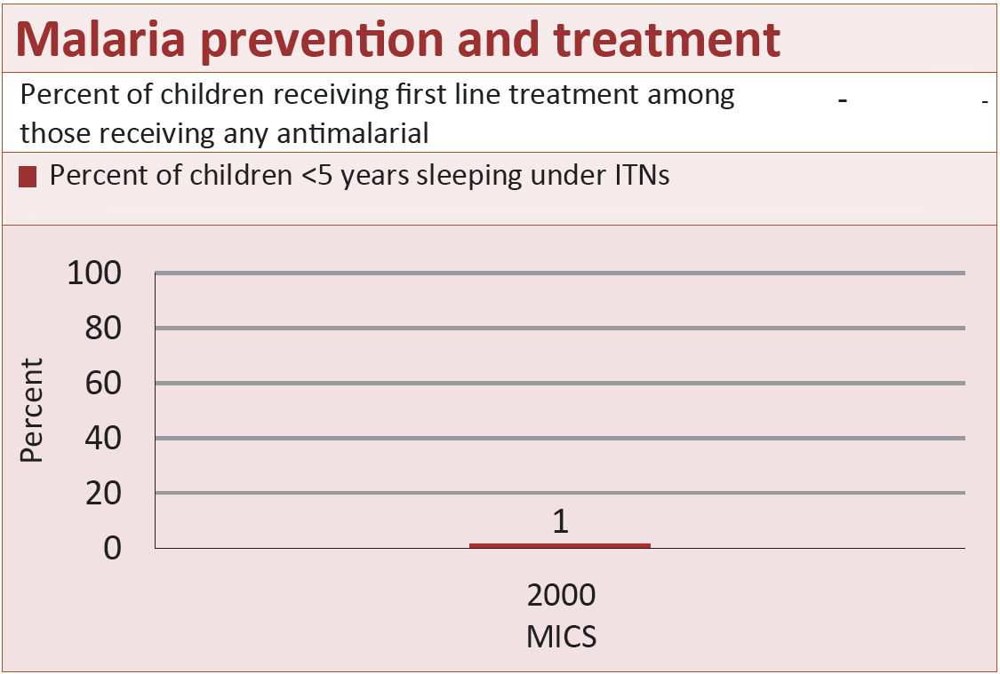 Malaria prevention and treatment
Percent of children receiving first line treatment among - -
those receiving any antimalarial
Percent of children <5 years sleeping under ITNs
100
80
60
40
20
0
Percent
1
2000
MICS